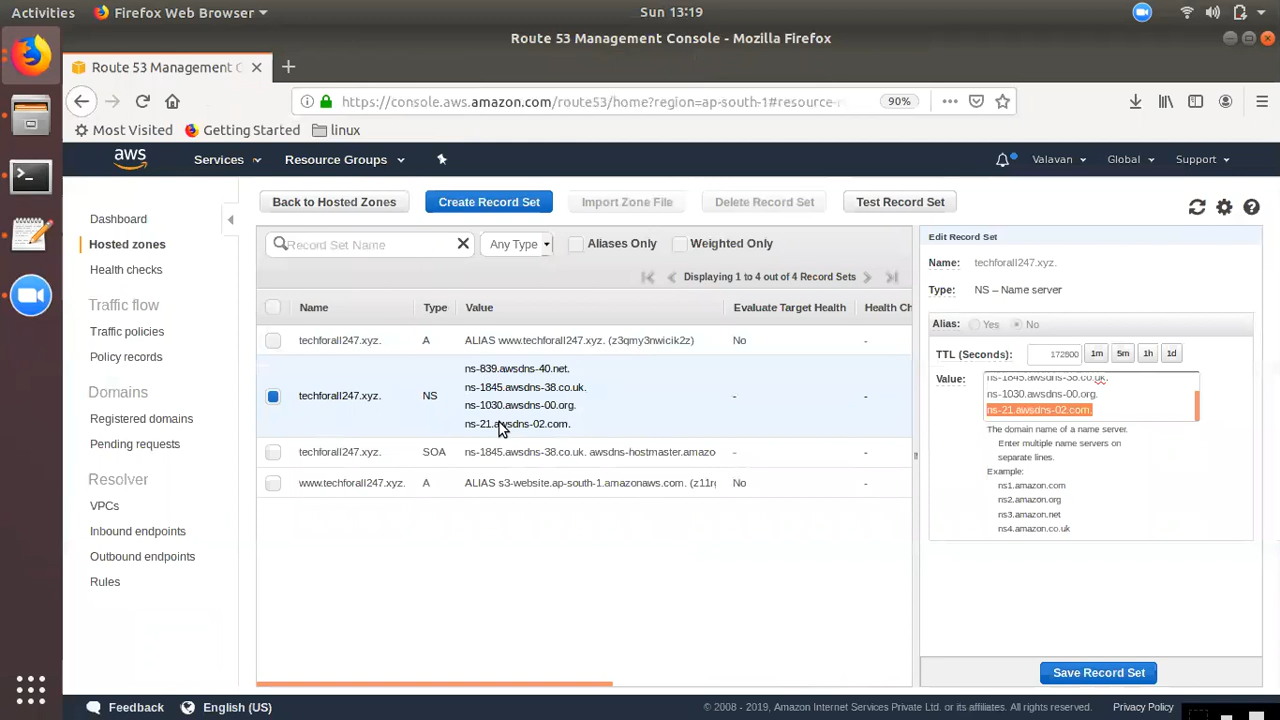 Activities
Firefox Web Browser
Sun 13:19
Route 53 Management Console - Mozilla Firefox
Route 53 Management C
https://console.aws.amazon.com/route53/home?region=ap-south-1#resource-
90%
Most Visited
Getting Started
linux
aws
Services
Resource Groups
Valavan
Global
Support
Dashboard
Hosted zones
Health checks
Traffic flow
Traffic policies
Policy records
Domains
Registered domains
Pending requests
Resolver
VPCs
Inbound endpoints
Outbound endpoints
Rules
Back to Hosted Zones
Create Record Set
Import Zone File
Delete Record Set
Test Record Set
Record Set Name
Any Type
Aliases Only
Weighted Only
Displaying 1 to 4 out of 4 Record Sets
Name Type Value Evaluate Target Health Health Ch
techforall247.xyz. A ALIAS www.techforall247.xyz. (z3qmy3nwicik2z) No -
techforall247.xyz. NS
ns-839.awsdns-40.net.
ns-1845.awsdns-38.co.uk.
ns-1030.awsdns-00.org.
ns-21.awsdns-02.com.
- -
techforall247.xyz. SOA ns-1845.awsdns-38.co.uk. awsdns-hostmaster.amazo - -
www.techforall247.xyz. A ALIAS s3-website.ap-south-1.amazonaws.com. (z11r No -
Edit Record Set
Name: techforall247.xyz.
Type: NS – Name server
Alias: Yes No
TTL (Seconds): 172800 1m 5m 1h 1d
Value:
ns-1845.awsdns-38.co.uk.
ns-1030.awsdns-00.org.
ns-21.awsdns-02.com.
The domain name of a name server.
Enter multiple name servers on
separate lines.
Example:
ns1.amazon.com
ns2.amazon.org
ns3.amazon.net
ns4.amazon.co.uk
Save Record Set
Feedback
English (US)
© 2008 - 2019, Amazon Internet Services Private Ltd. or its affiliates. All rights reserved.
Privacy Policy